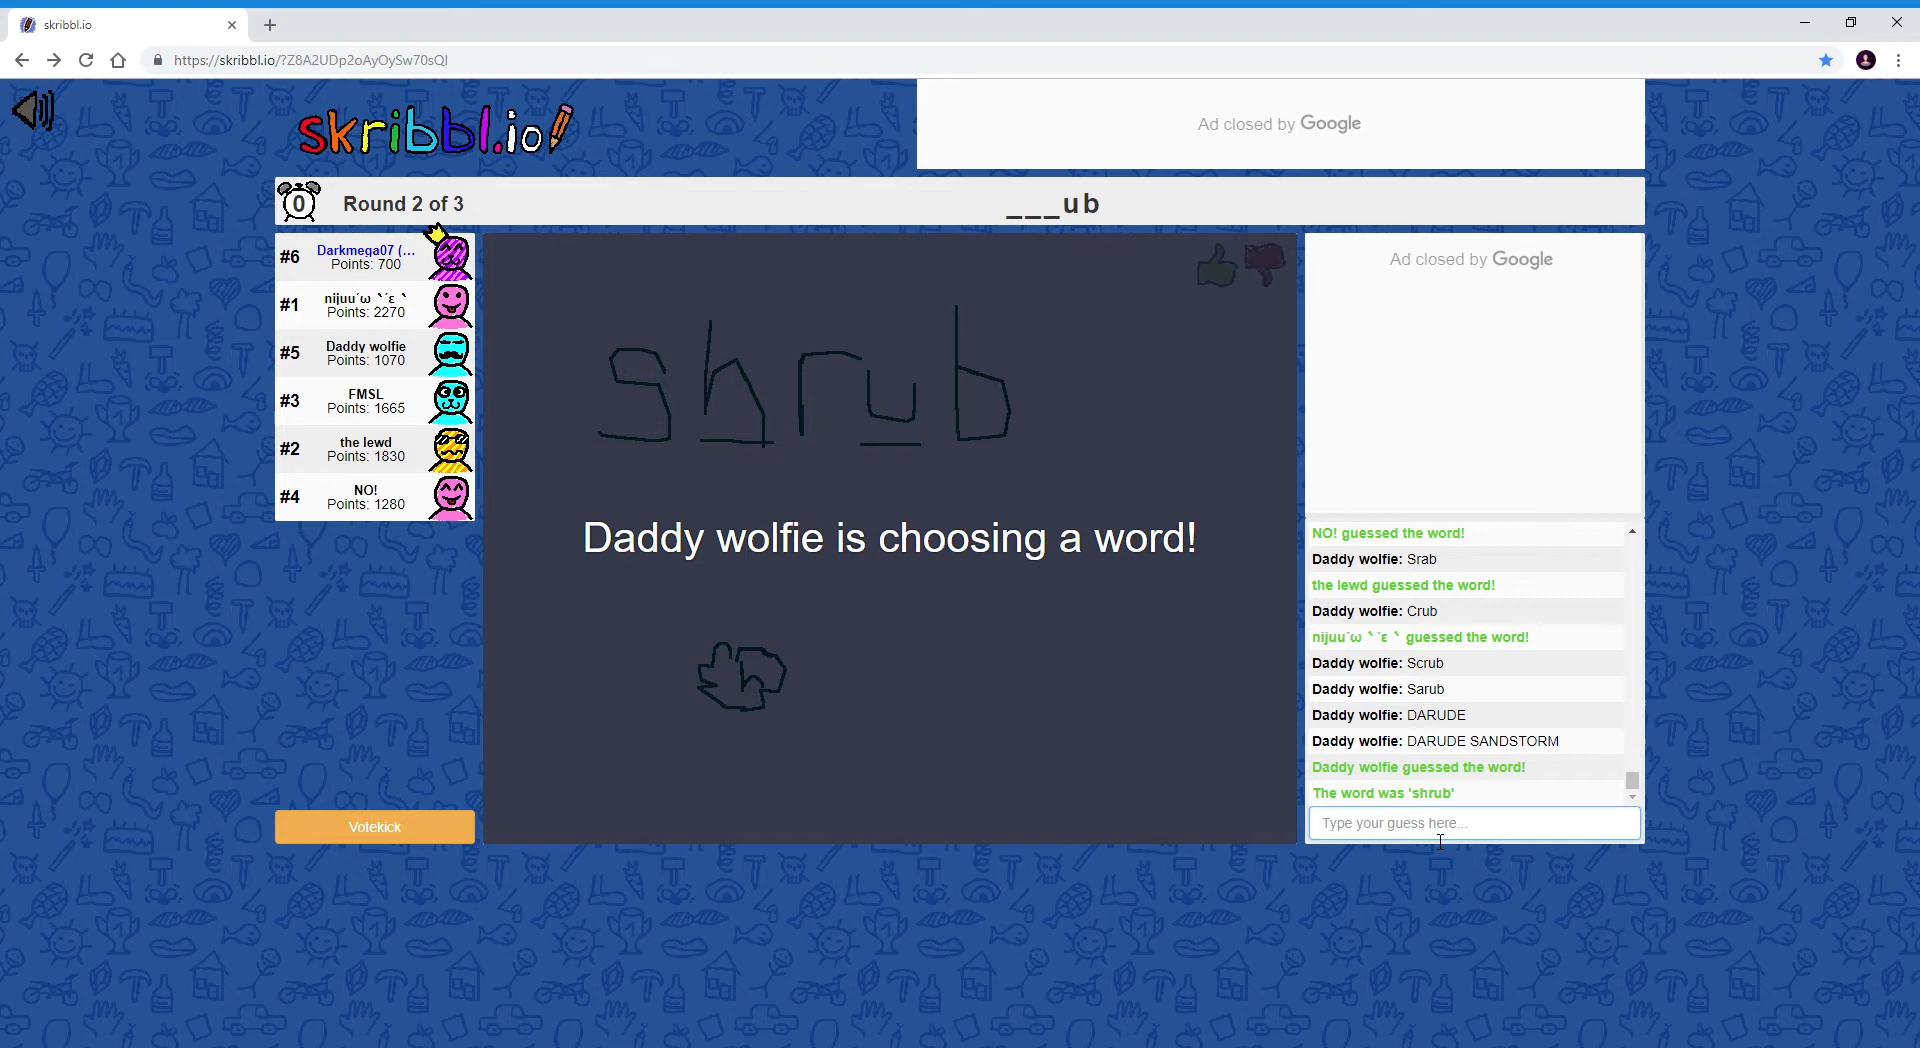 skribbl.io
https://skribbl.io/?Z8A2UDp2oAyOySw70sQI
skribbl.io
Ad closed by Google
0
Round 2 of 3
___ub
#6
Darkmega07 (...
Points: 700
#1
nijuu´ω `´ε `
Points: 2270
#5
Daddy wolfie
Points: 1070
#3
FMSL
Points: 1665
#2
the lewd
Points: 1830
#4
NO!
Points: 1280
Votekick
shrub
Daddy wolfie is choosing a word!
Ad closed by Google
NO! guessed the word!
Daddy wolfie: Srab
the lewd guessed the word!
Daddy wolfie: Crub
nijuu´ω `´ε ` guessed the word!
Daddy wolfie: Scrub
Daddy wolfie: Sarub
Daddy wolfie: DARUDE
Daddy wolfie: DARUDE SANDSTORM
Daddy wolfie guessed the word!
The word was 'shrub'
Type your guess here...